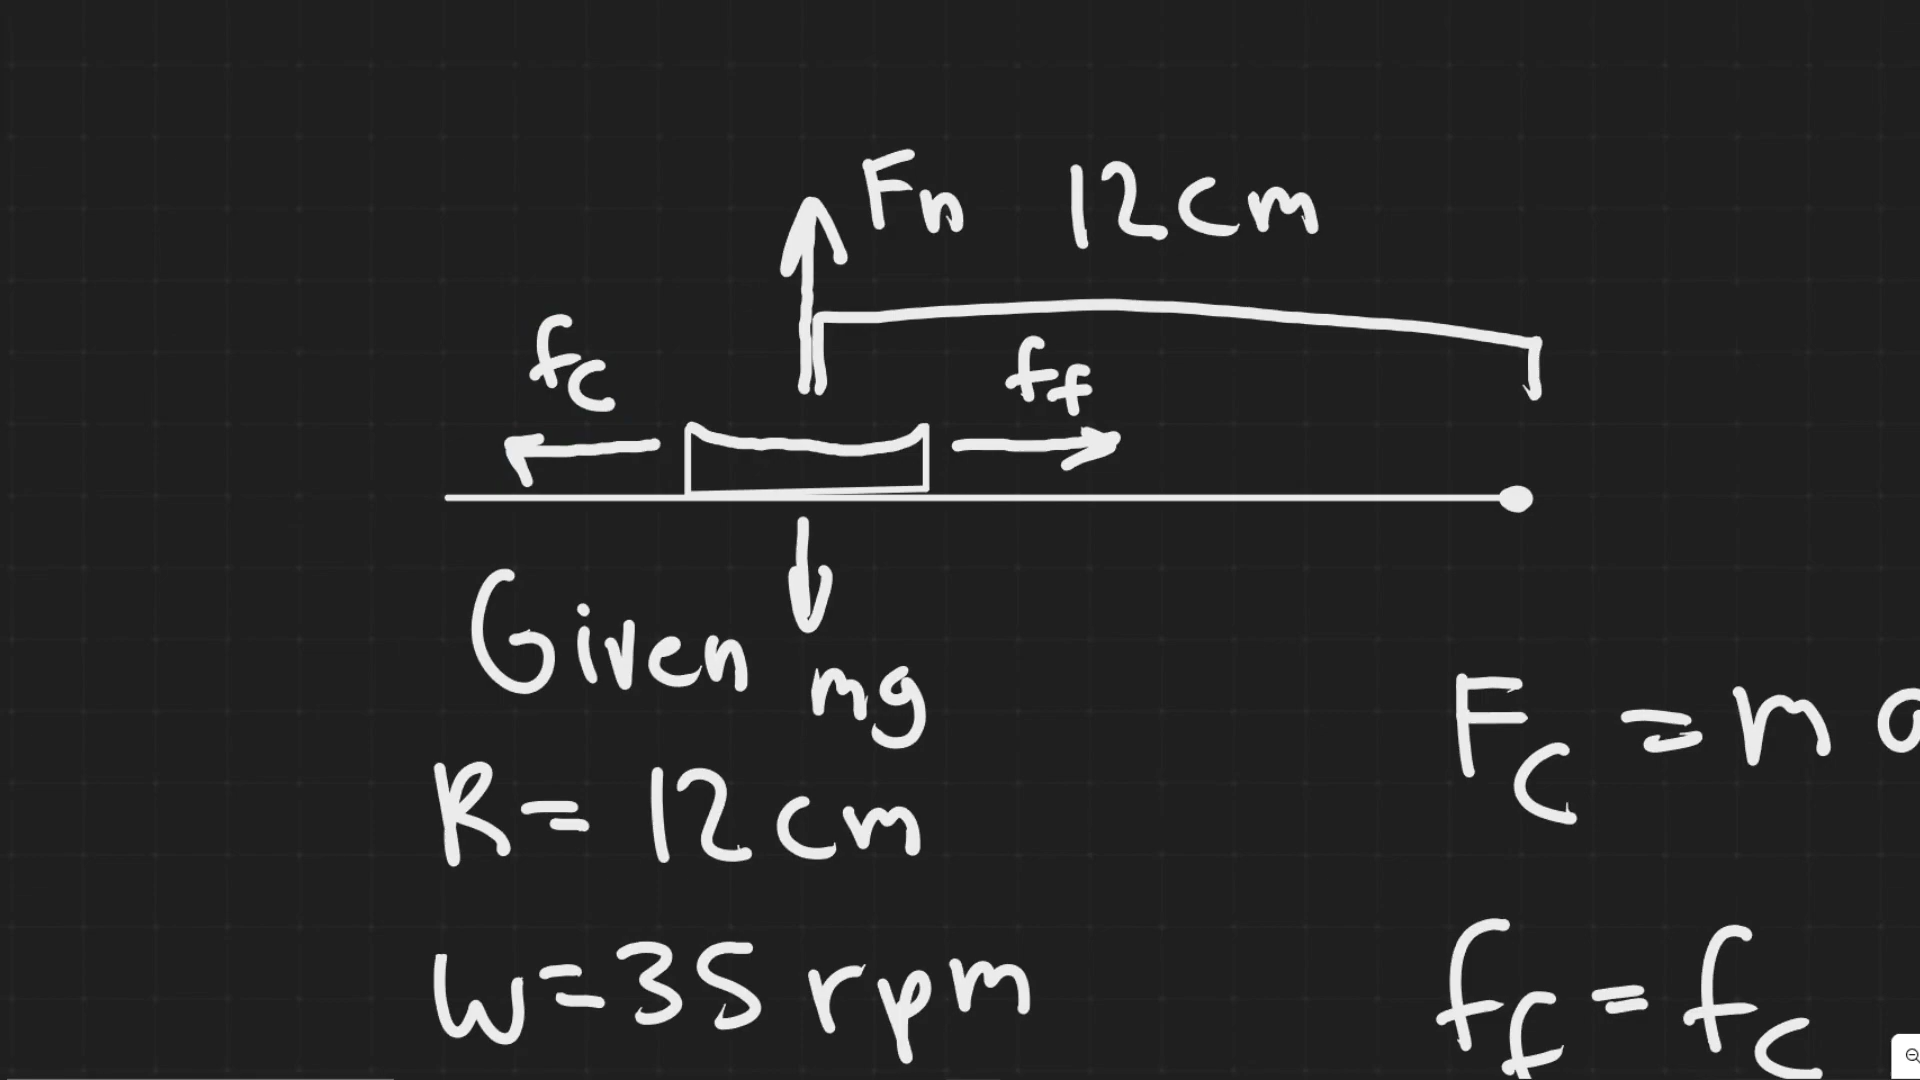 Fn 12cm
fc
ff
Given
mg
R= 12cm
W=35 rpm
Fc = m a
ff = fc